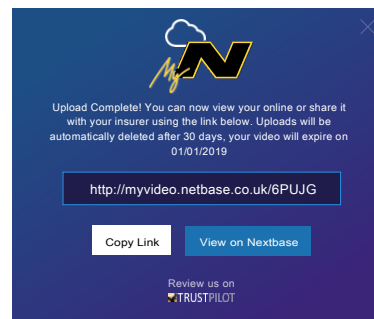 My N
Upload Complete! You can now view your online or share it
with your insurer using the link below. Uploads will be
automatically deleted after 30 days, your video will expire on
01/01/2019
http://myvideo.netbase.co.uk/6PUJG
Copy Link View on Nextbase
Review us on
TRUSTPILOT